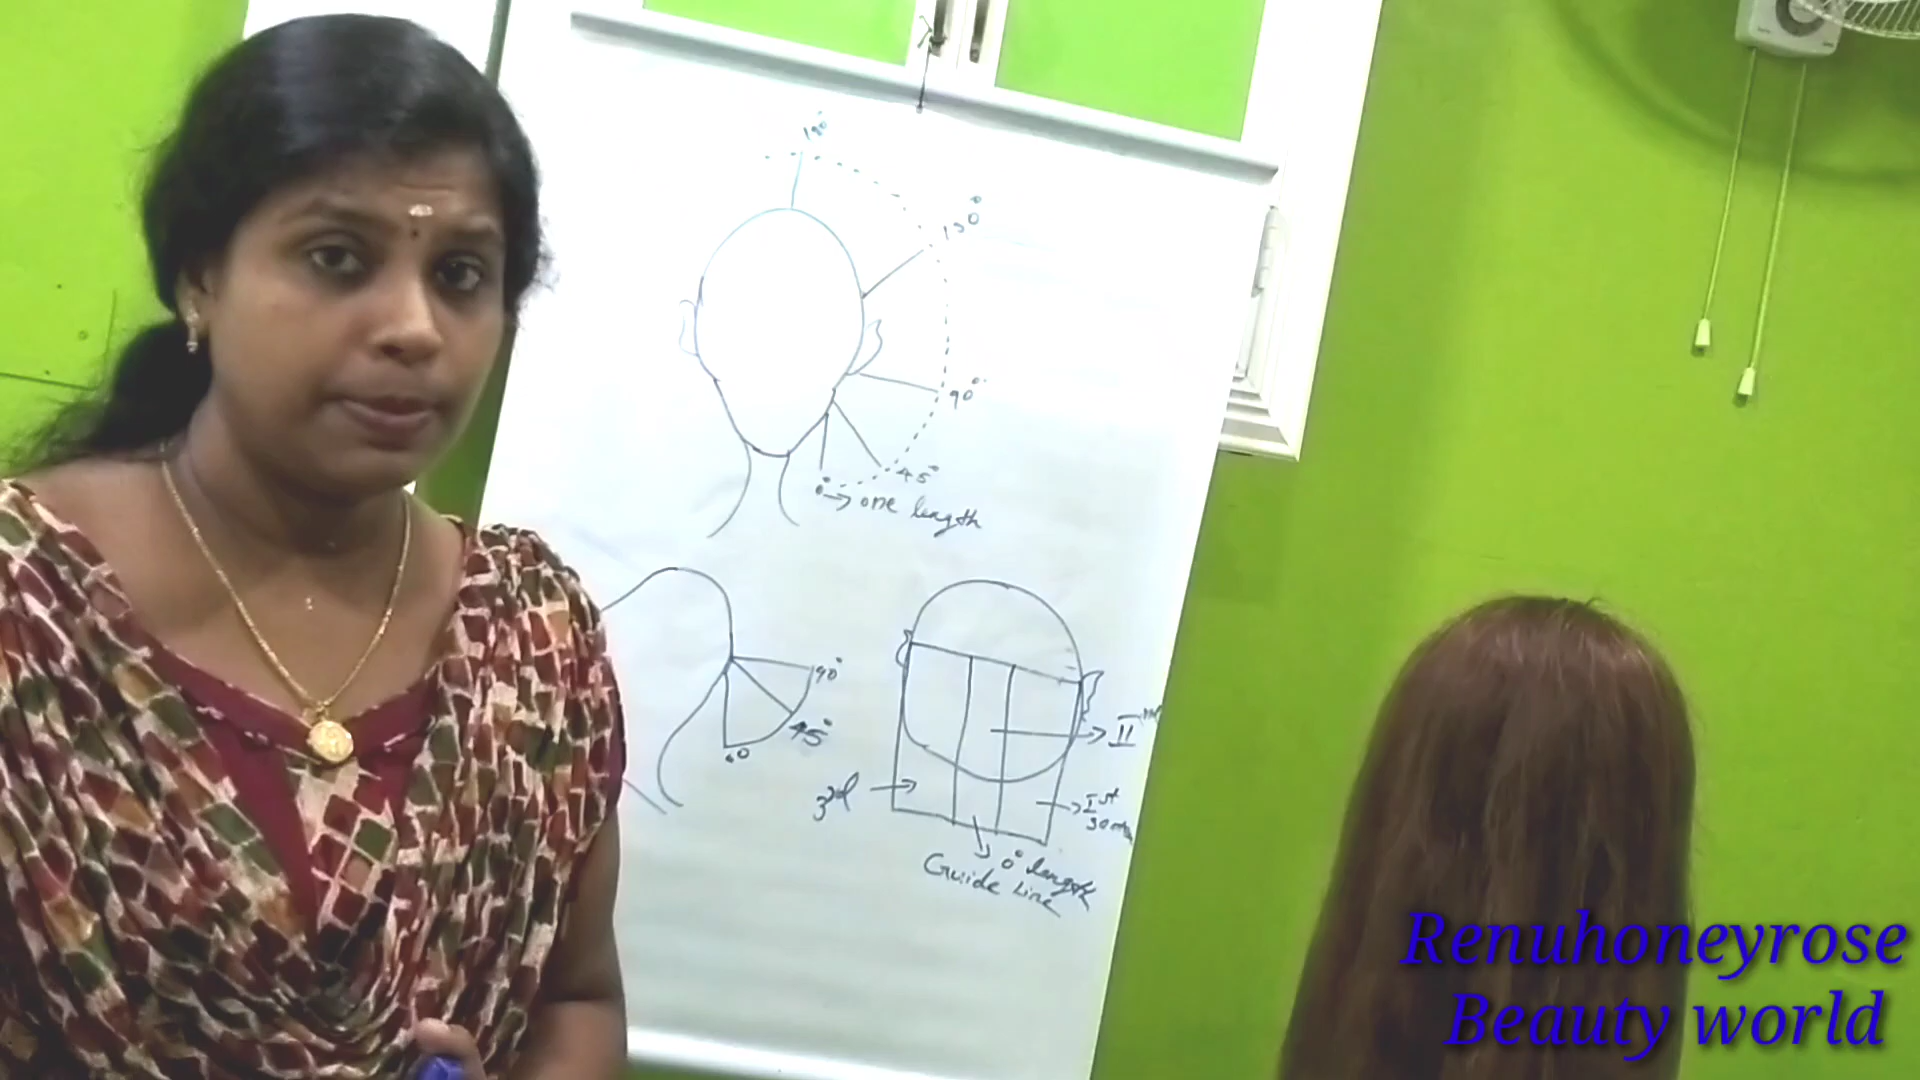 180°
130°
90°
45°
0° → one length
90°
45°
0°
II
3rd
Ist
0° length
Guide Line
Renuhoneyrose
Beauty world